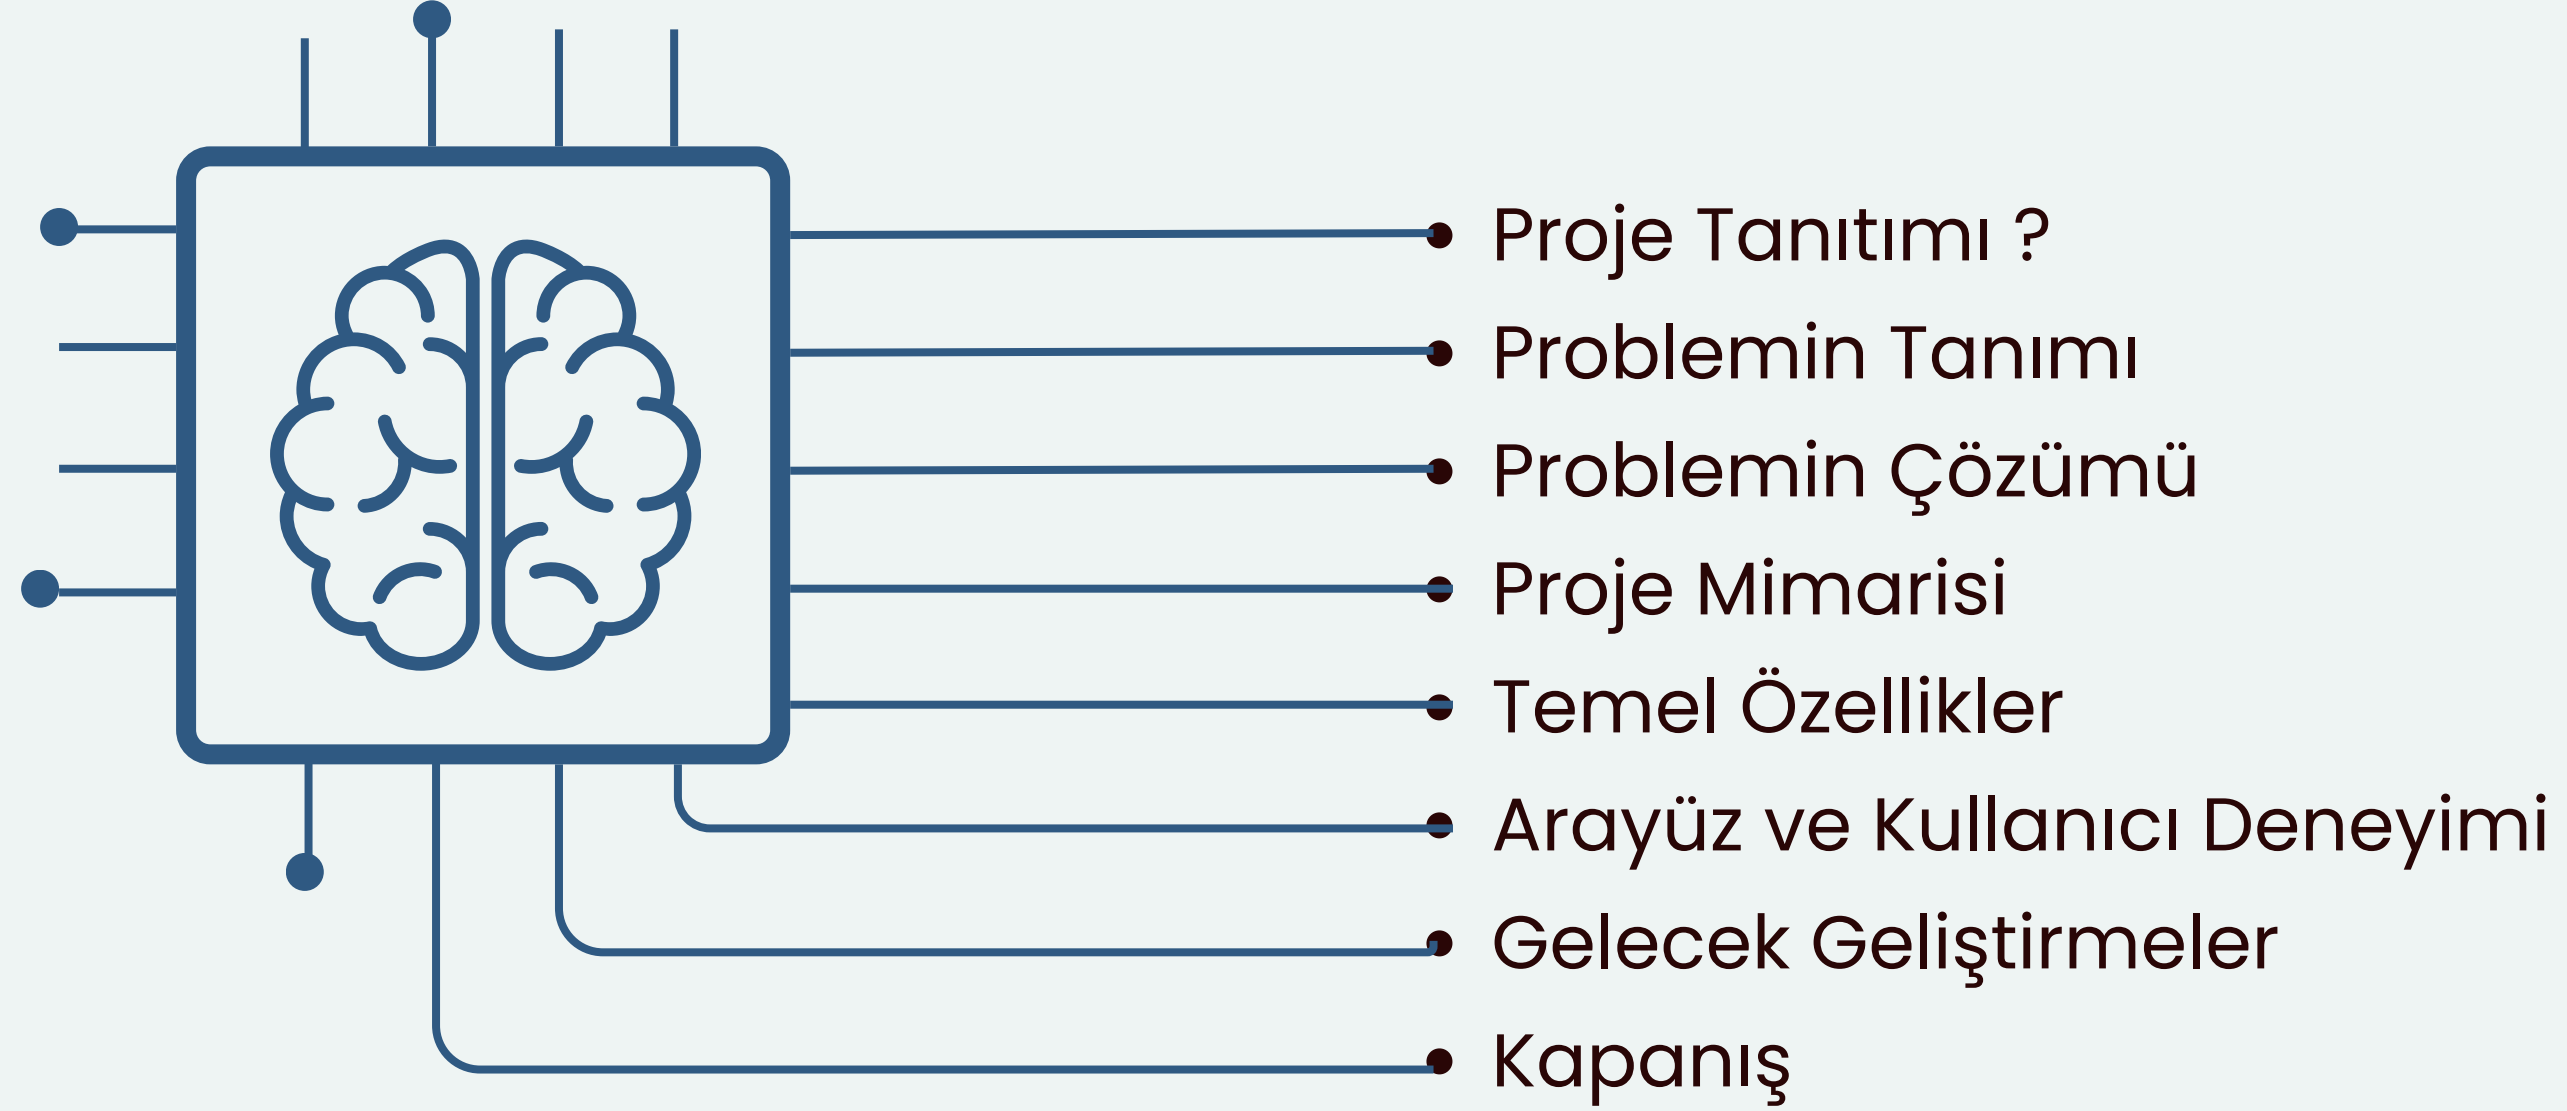 Proje Tanıtımı ?
Problemin Tanımı
Problemin Çözümü
Proje Mimarisi
Temel Özellikler
Arayüz ve Kullanıcı Deneyimi
Gelecek Geliştirmeler
Kapanış